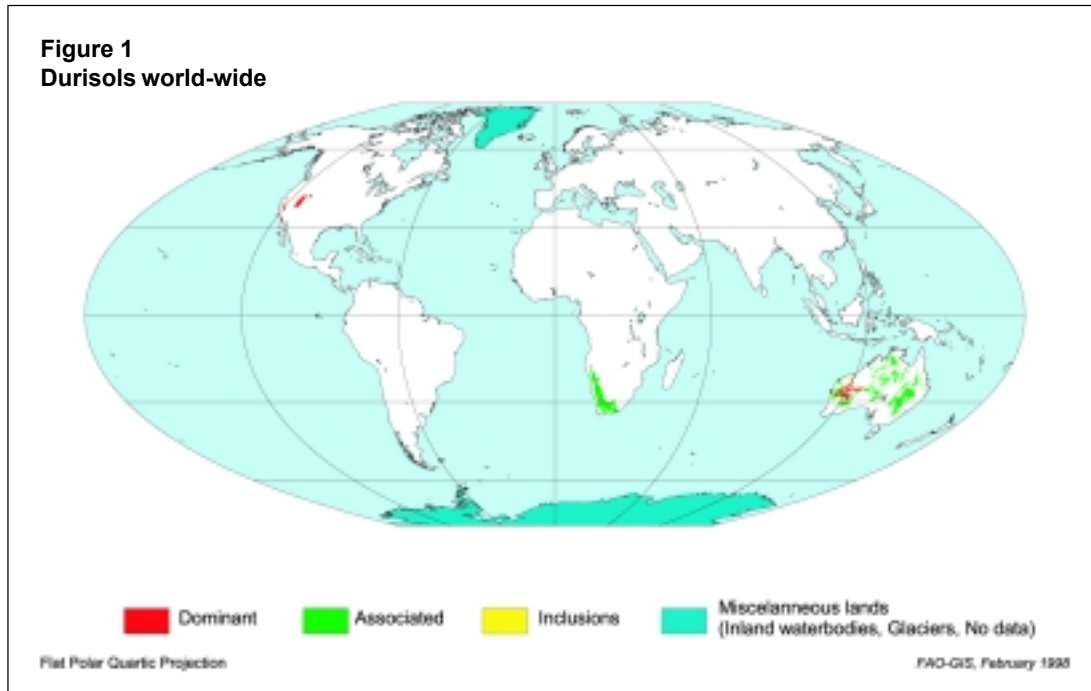 Figure 1
Durisols world-wide
Dominant
Associated
Inclusions
Miscelanneous lands
(Inland waterbodies, Glaciers, No data)
Flat Polar Quartic Projection
FAO-GIS, February 1998